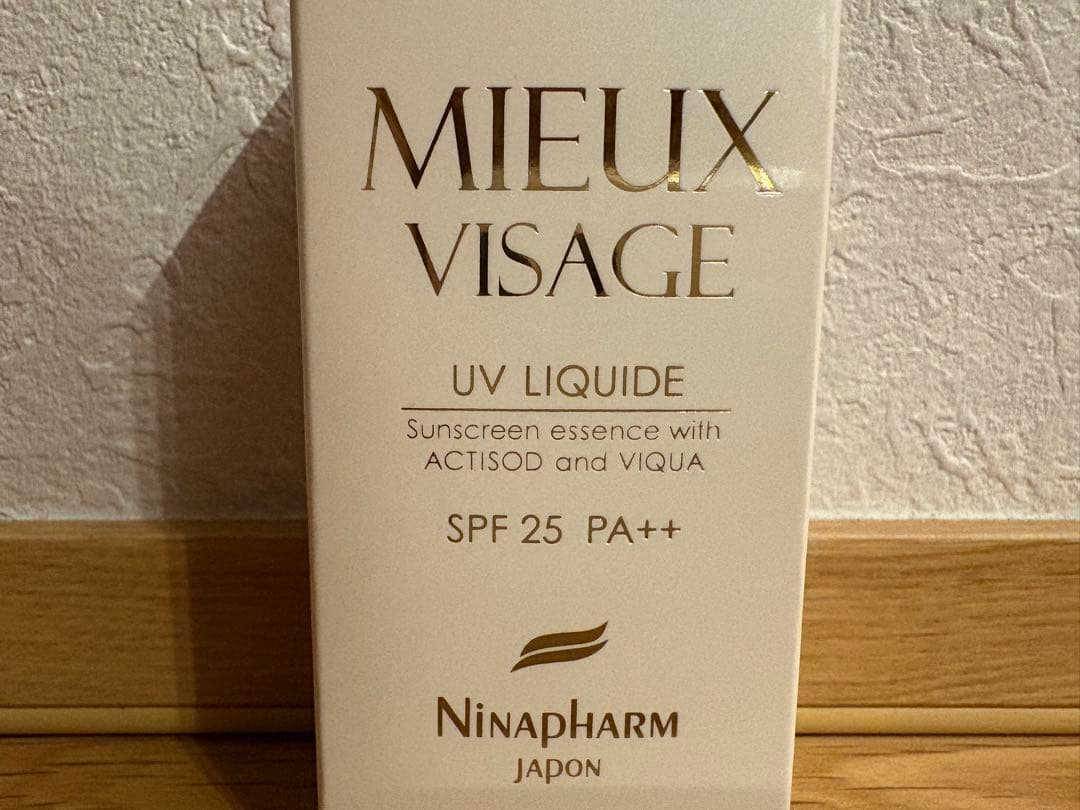 MIEUX
VISAGE
UV LIQUIDE
Sunscreen essence with
ACTISOD and VIQUA
SPF 25 PA++
NiNAPHARM
JAPON